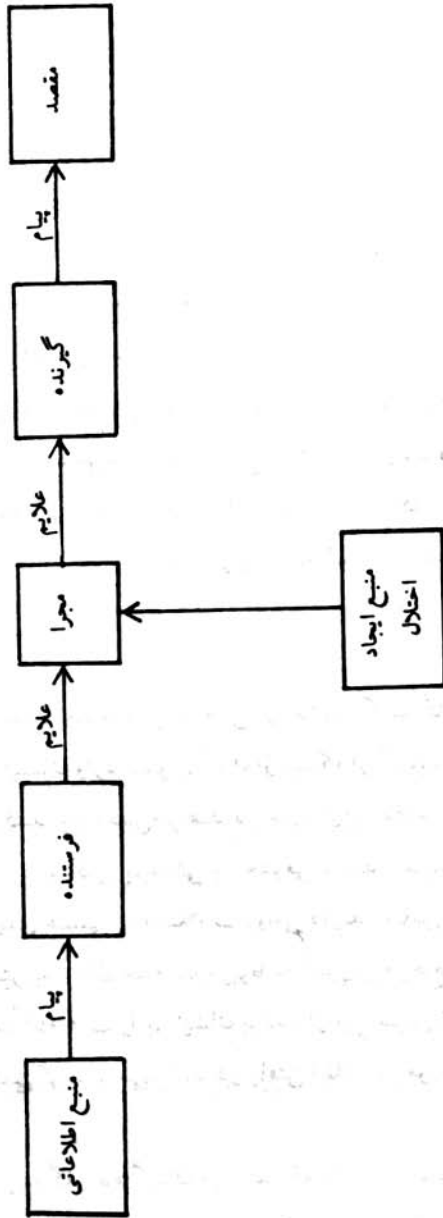 منبع اطلاعاتی
پیام
فرستنده
علایم
مجرا
علایم
گیرنده
پیام
مقصد
منبع ایجاد
اختلال